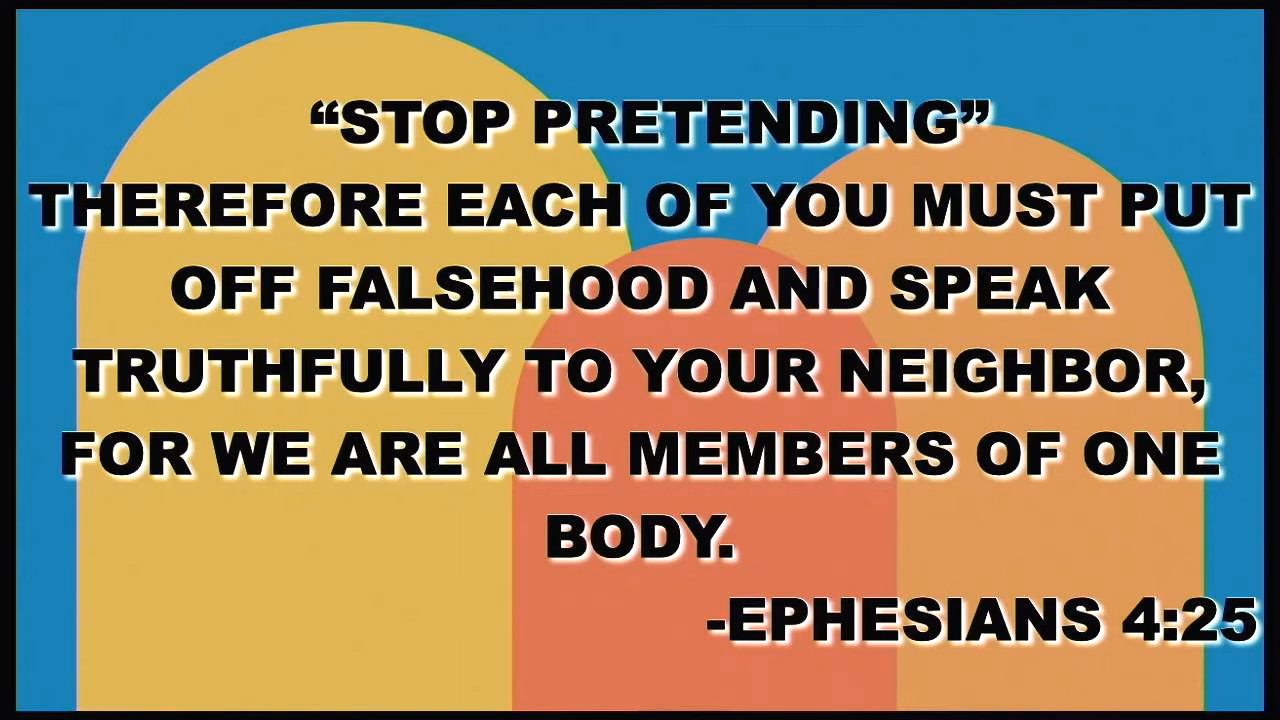 “STOP PRETENDING”
THEREFORE EACH OF YOU MUST PUT
OFF FALSEHOOD AND SPEAK
TRUTHFULLY TO YOUR NEIGHBOR,
FOR WE ARE ALL MEMBERS OF ONE
BODY.
-EPHESIANS 4:25